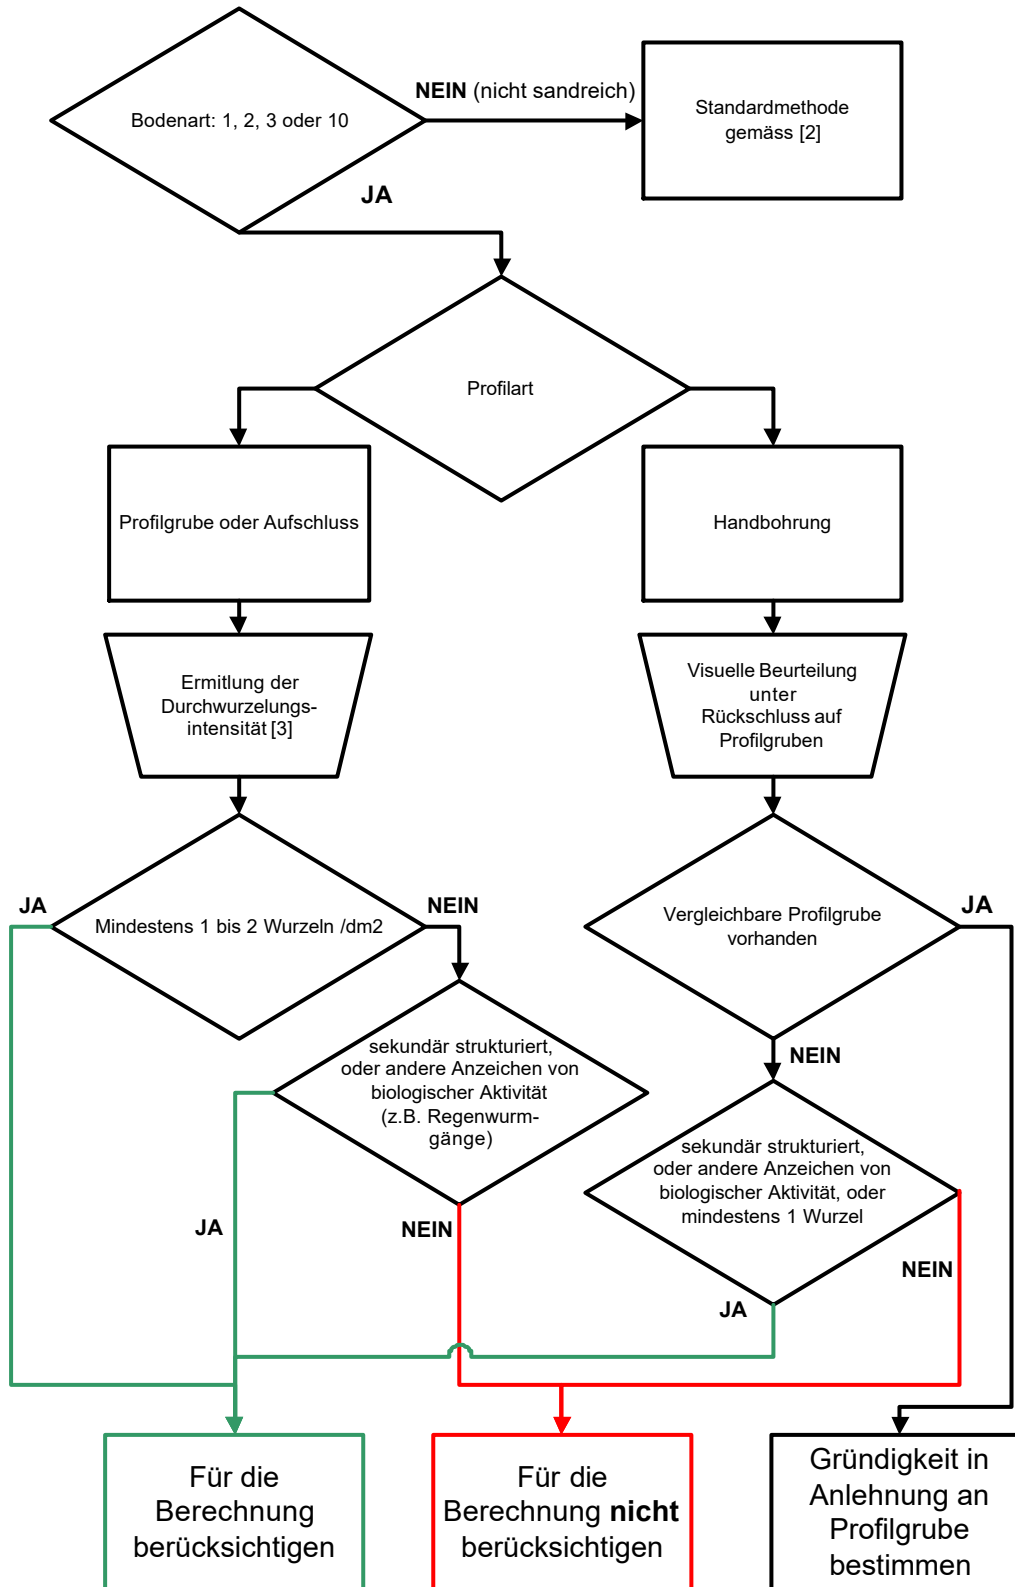 NEIN (nicht sandreich)
Bodenart: 1, 2, 3 oder 10
Standardmethode
gemäss [2]
JA
Profilart
Profilgrube oder Aufschluss
Handbohrung
Ermitlung der
Durchwurzelungs-
intensität [3]
Visuelle Beurteilung
unter
Rückschluss auf
Profilgruben
JA
Mindestens 1 bis 2 Wurzeln /dm2
NEIN
Vergleichbare Profilgrube
vorhanden
JA
sekundär strukturiert,
oder andere Anzeichen von
biologischer Aktivität
(z.B. Regenwurm-
gänge)
NEIN
sekundär strukturiert,
oder andere Anzeichen von
biologischer Aktivität, oder
mindestens 1 Wurzel
JA
NEIN
NEIN
JA
Für die
Berechnung
berücksichtigen
Für die
Berechnung nicht
berücksichtigen
Gründigkeit in
Anlehnung an
Profilgrube
bestimmen